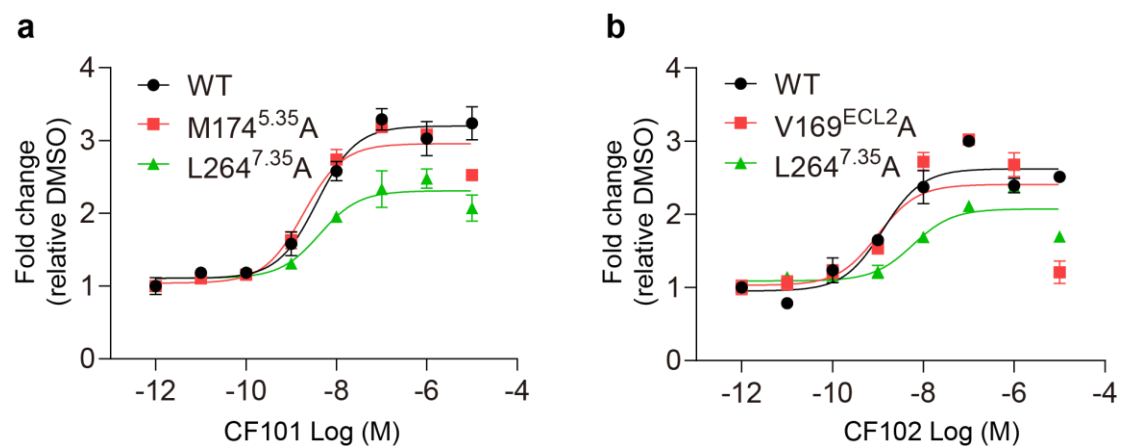 a
Fold change
(relative DMSO)
4
3
2
1
0
WT
M174^5.35A
L264^7.35A
-12
-10
-8
-6
-4
CF101 Log (M)
b
Fold change
(relative DMSO)
4
3
2
1
0
WT
V169^ECL2A
L264^7.35A
-12
-10
-8
-6
-4
CF102 Log (M)